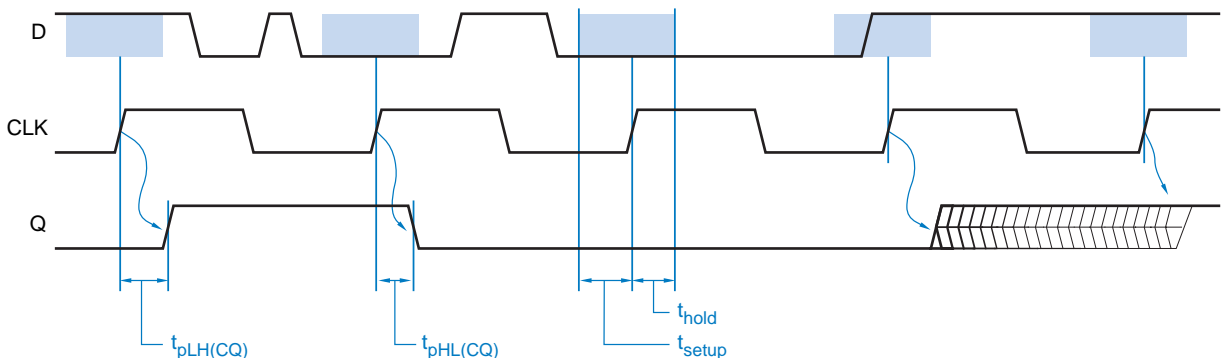 D
CLK
Q
thold
tpLH(CQ)
tpHL(CQ)
tsetup